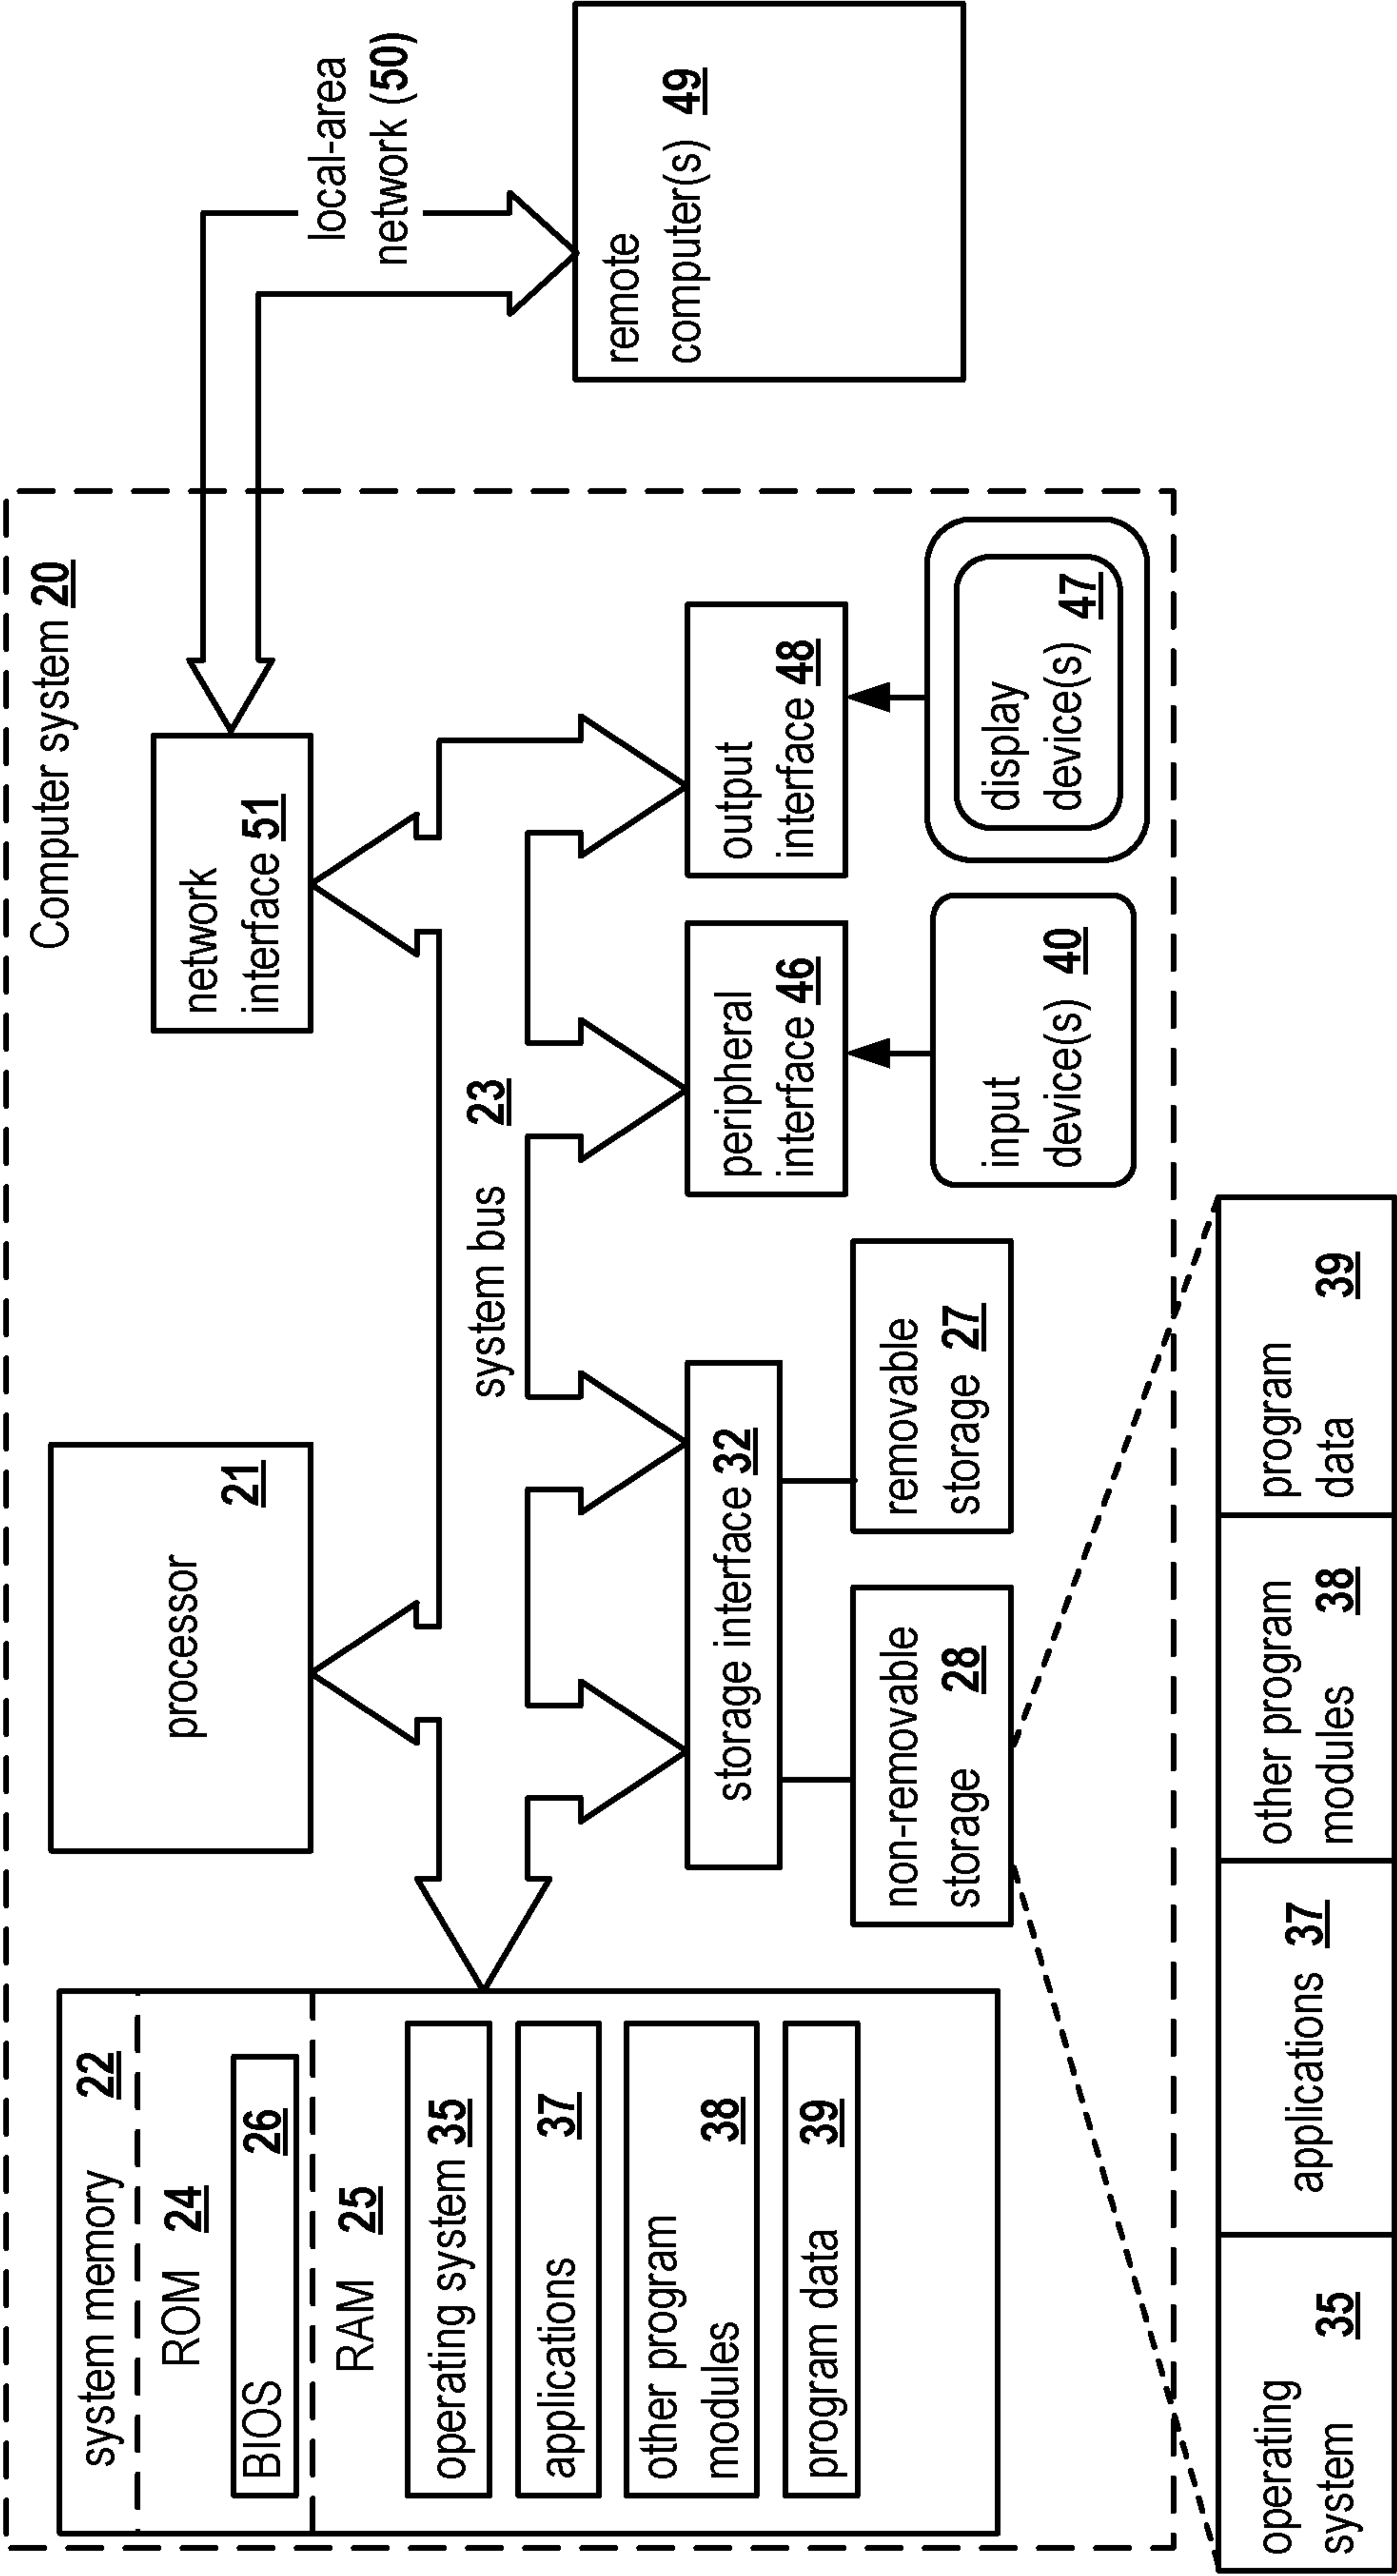 Computer system 20
system memory 22
ROM 24
BIOS 26
RAM 25
operating system 35
applications 37
other program
modules 38
program data 39
processor 21
network
interface 51
local-area
network (50)
system bus 23
storage interface 32
peripheral
interface 46
output
interface 48
remote
computer(s) 49
non-removable
storage 28
removable
storage 27
input
device(s) 40
display
device(s) 47
operating
system 35
applications 37
other program
modules 38
program
data 39